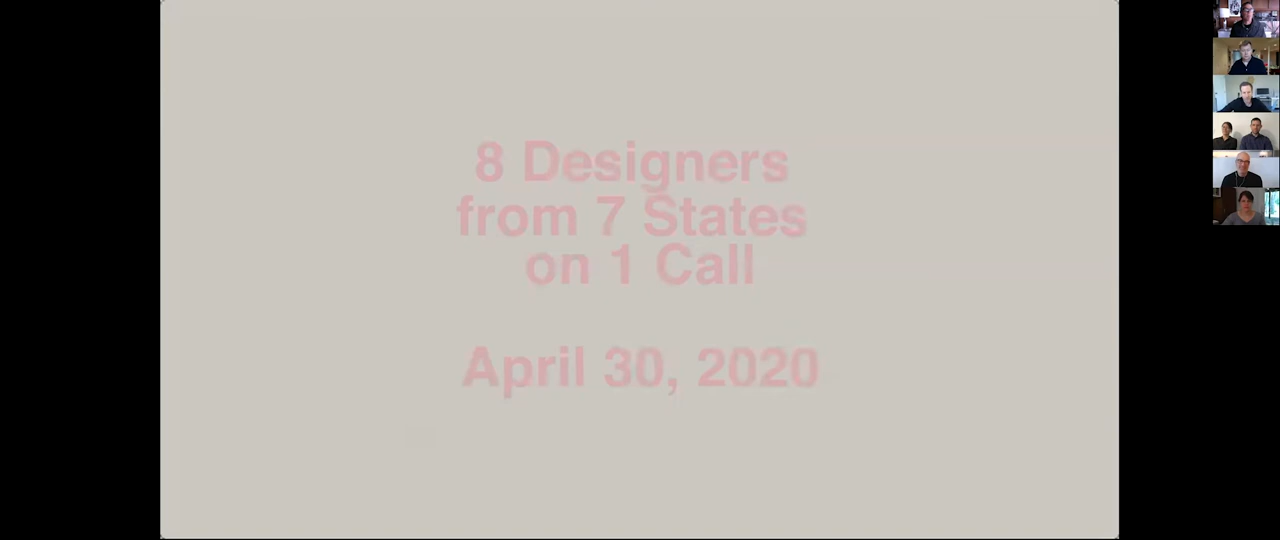 8 Designers
from 7 States
on 1 Call
April 30, 2020